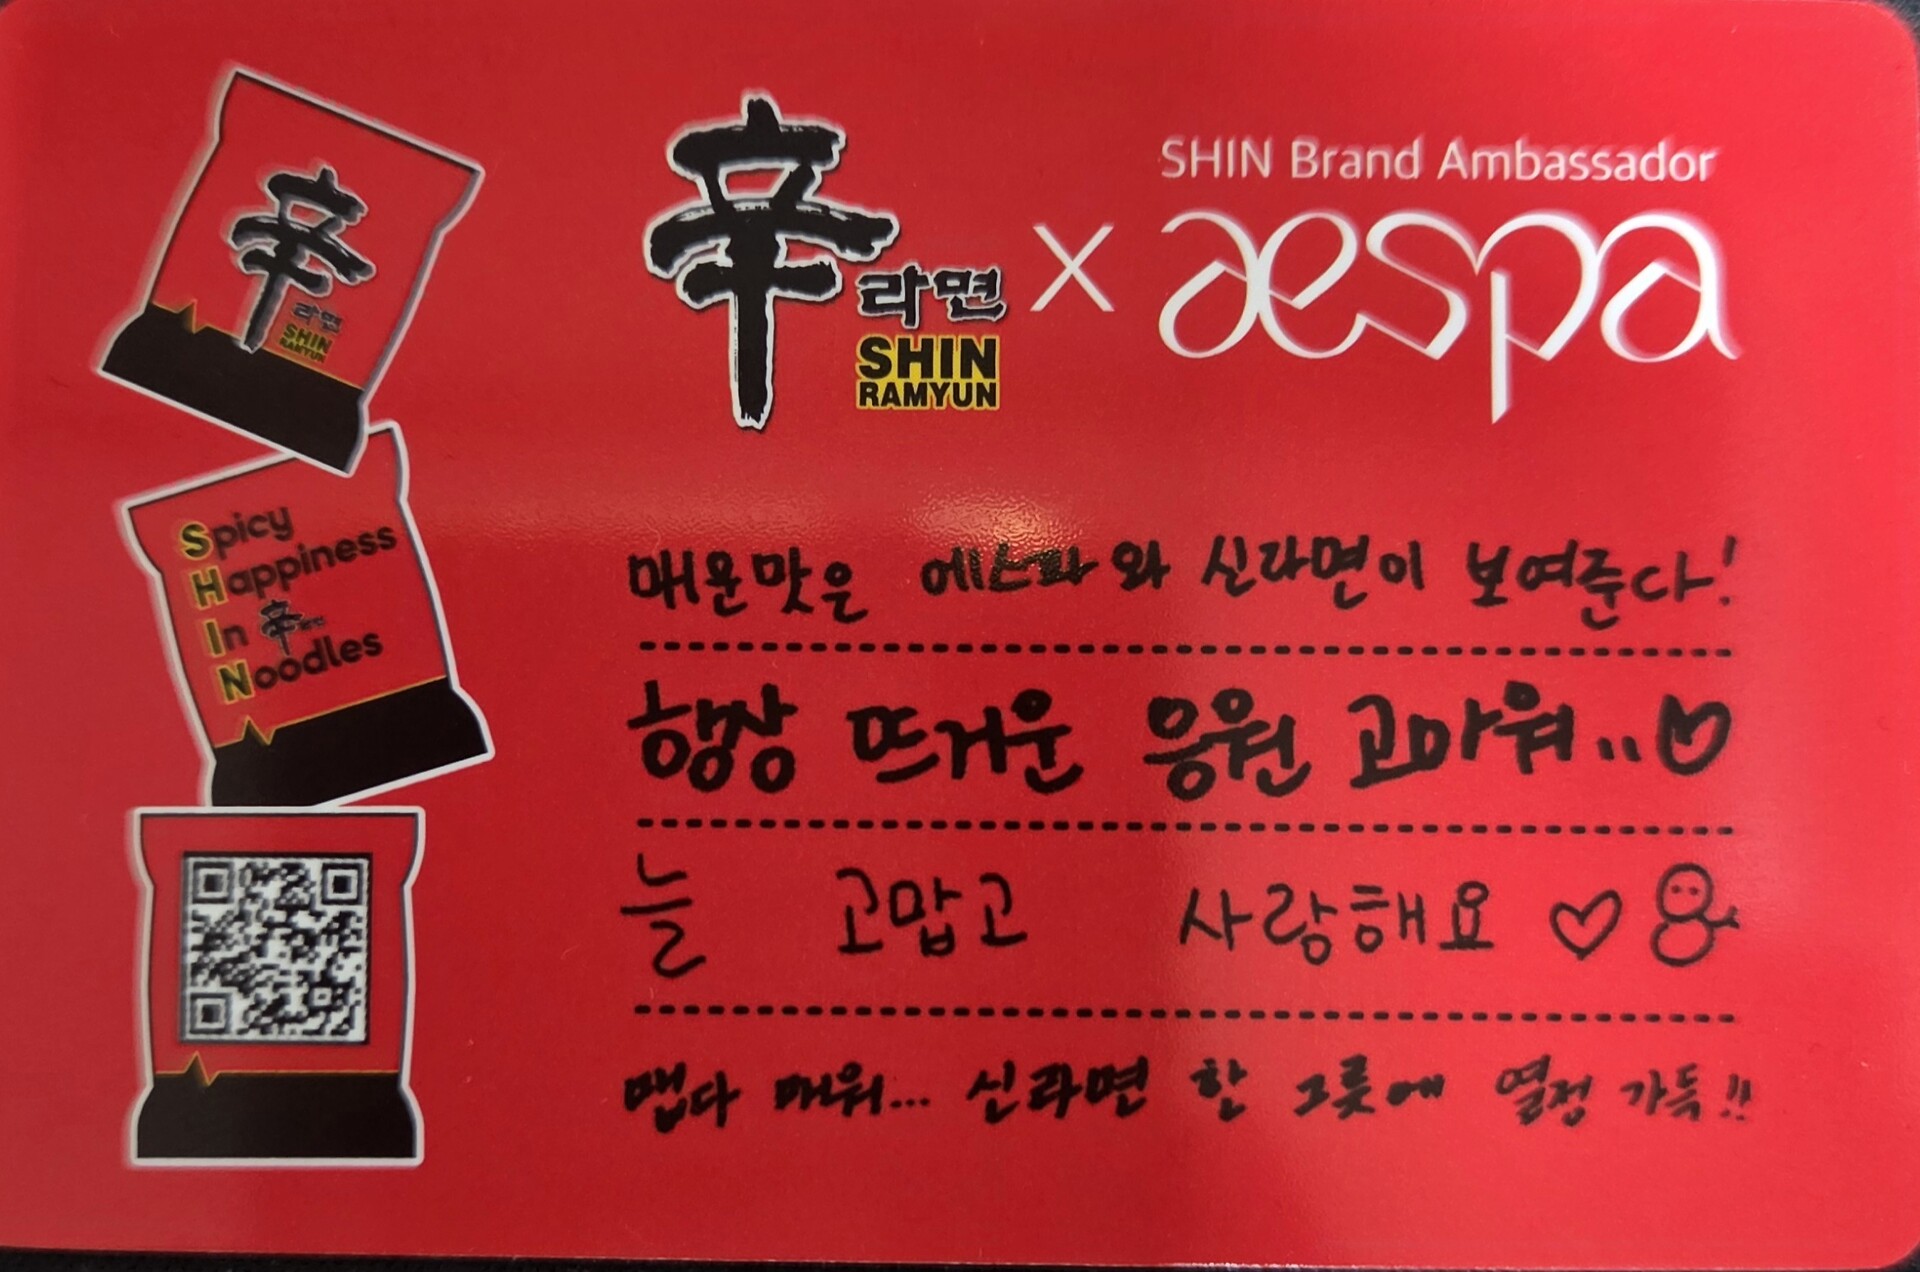 辛
라면
SHIN
RAMYUN
Spicy
Happiness
In 辛
Noodles
辛
라면
SHIN
RAMYUN
X
SHIN Brand Ambassador
aespa
매운맛은 에스파와 신라면이 보여준다!
항상 뜨거운 응원 고마워..♡
늘 고맙고 사랑해요 ♡
맵다 매워... 신라면 한 그릇에 열정 가득!!